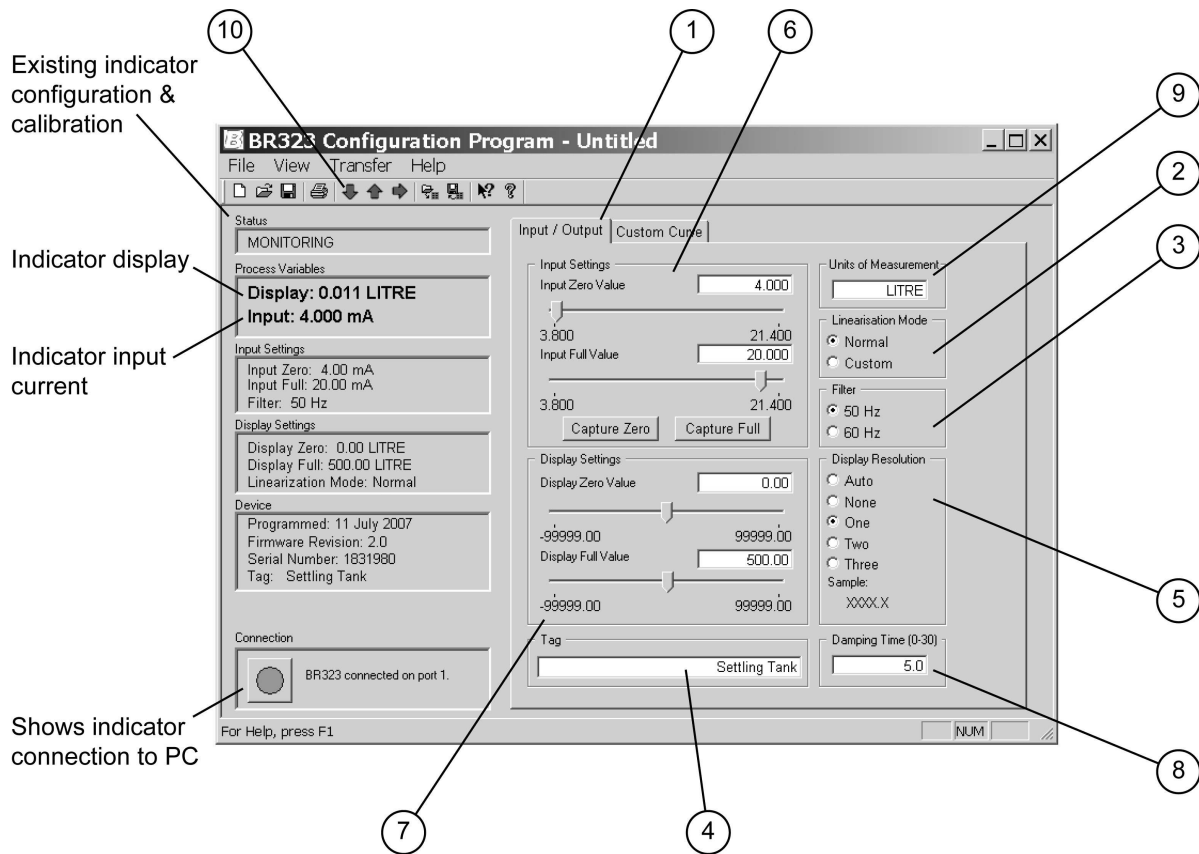 10
1
6
Existing indicator
configuration &
calibration
9
BR323 Configuration Program - Untitled
File View Transfer Help
2
Status
MONITORING
Input / Output
Custom Curve
3
Indicator display
Process Variables
Display: 0.011 LITRE
Input: 4.000 mA
Indicator input
current
Input Settings
Input Zero: 4.00 mA
Input Full: 20.00 mA
Filter: 50 Hz
Display Settings
Display Zero: 0.00 LITRE
Display Full: 500.00 LITRE
Linearization Mode: Normal
Device
Programmed: 11 July 2007
Firmware Revision: 2.0
Serial Number: 1831980
Tag: Settling Tank
Connection
BR323 connected on port 1.
Shows indicator
connection to PC
Input Settings
Input Zero Value 4.000
3.800 21.400
Input Full Value 20.000
3.800 21.400
Capture Zero Capture Full
Display Settings
Display Zero Value 0.00
-99999.00 99999.00
Display Full Value 500.00
-99999.00 99999.00
Tag
Settling Tank
Units of Measurement
LITRE
Linearisation Mode
Normal
Custom
Filter
50 Hz
60 Hz
Display Resolution
Auto
None
One
Two
Three
Sample:
XXXX.X
5
Damping Time (0-30)
5.0
For Help, press F1
NUM
8
7
4